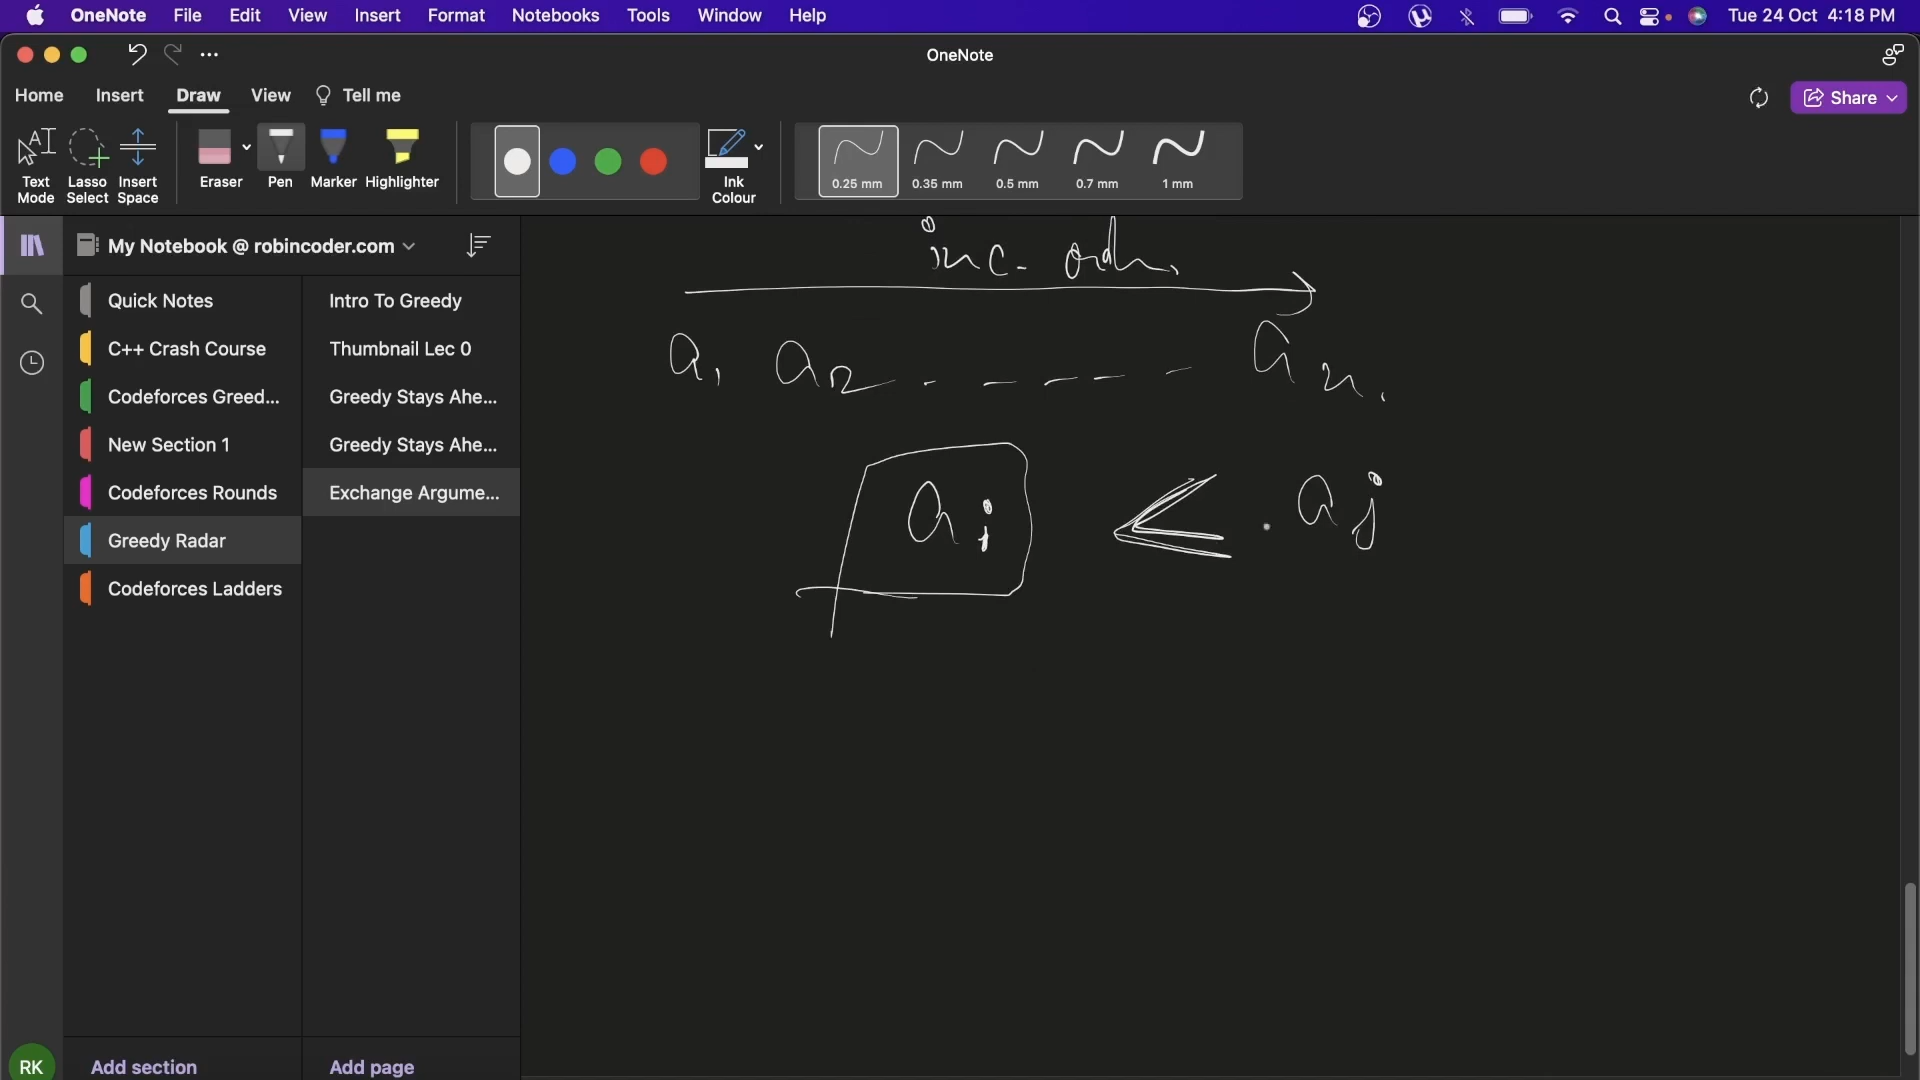 OneNote File Edit View Insert Format Notebooks Tools Window Help Tue 24 Oct 4:18 PM
OneNote
Home Insert Draw View Tell me Share
Text Mode Lasso Select Insert Space Eraser Pen Marker Highlighter Ink Colour 0.25 mm 0.35 mm 0.5 mm 0.7 mm 1 mm
My Notebook @ robincoder.com
Quick Notes
C++ Crash Course
Codeforces Greed...
New Section 1
Codeforces Rounds
Greedy Radar
Codeforces Ladders
Add section
RK
Intro To Greedy
Thumbnail Lec 0
Greedy Stays Ahe...
Greedy Stays Ahe...
Exchange Argume...
Add page
inc. order
a1 a2 . - - - - - an.
ai ≤ . aj